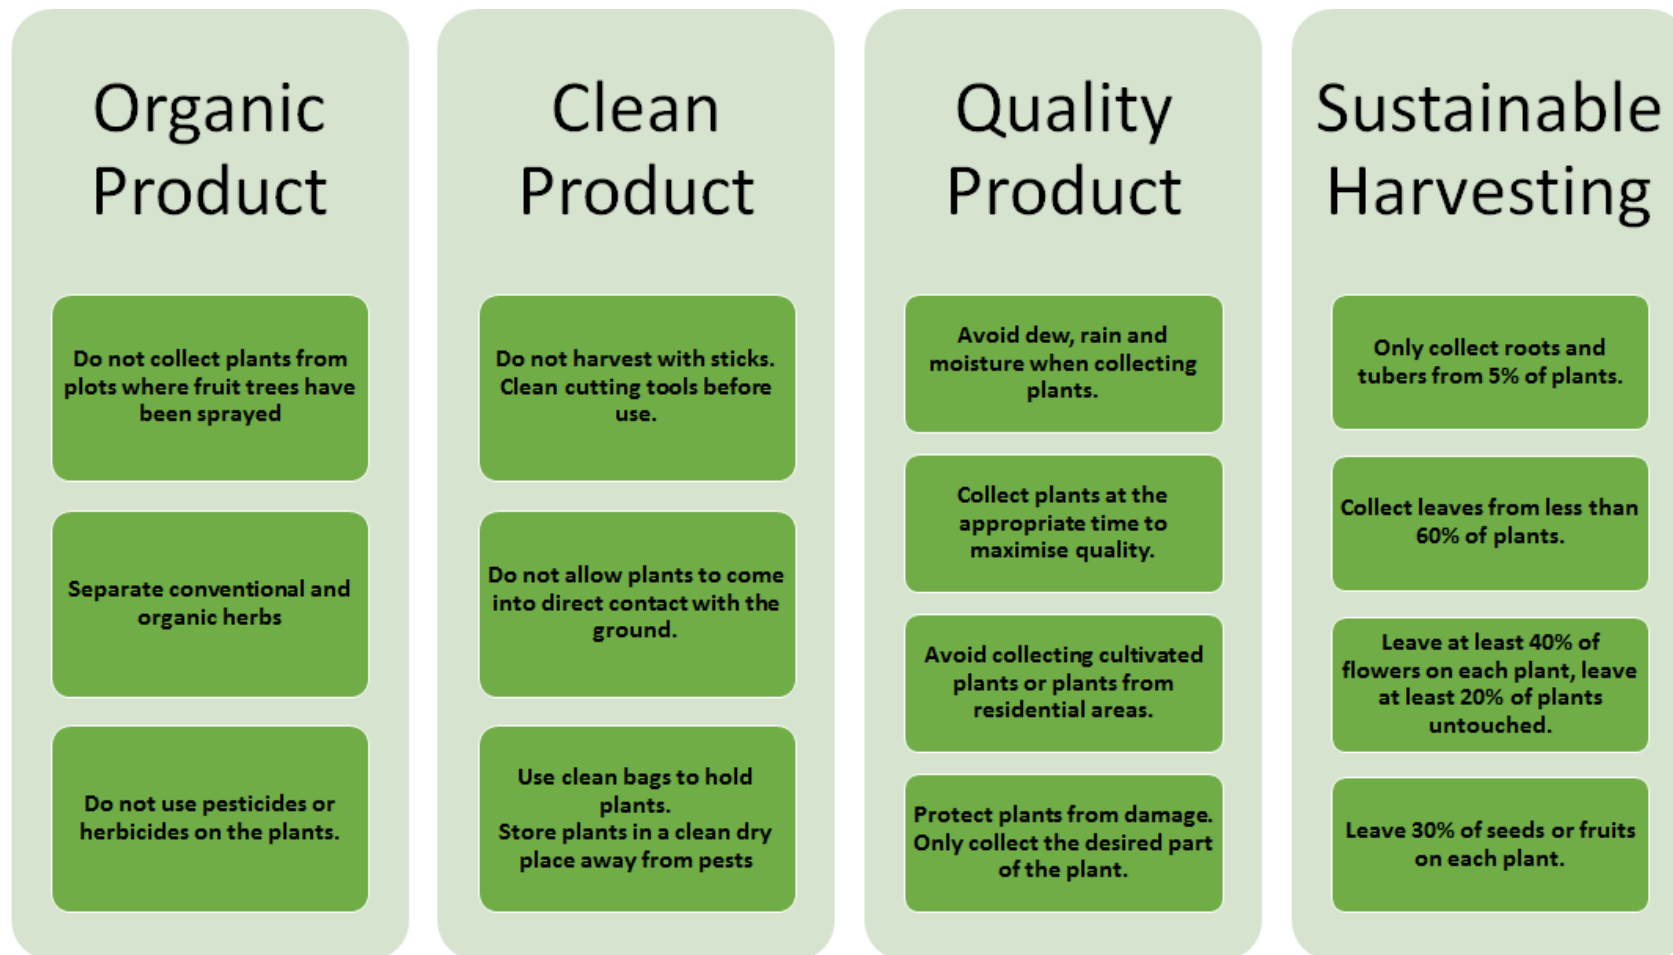 Organic
Product
Do not collect plants from
plots where fruit trees have
been sprayed
Separate conventional and
organic herbs
Do not use pesticides or
herbicides on the plants.
Clean
Product
Do not harvest with sticks.
Clean cutting tools before
use.
Do not allow plants to come
into direct contact with the
ground.
Use clean bags to hold
plants.
Store plants in a clean dry
place away from pests
Quality
Product
Avoid dew, rain and
moisture when collecting
plants.
Collect plants at the
appropriate time to
maximise quality.
Avoid collecting cultivated
plants or plants from
residential areas.
Protect plants from damage.
Only collect the desired part
of the plant.
Sustainable
Harvesting
Only collect roots and
tubers from 5% of plants.
Collect leaves from less than
60% of plants.
Leave at least 40% of
flowers on each plant, leave
at least 20% of plants
untouched.
Leave 30% of seeds or fruits
on each plant.